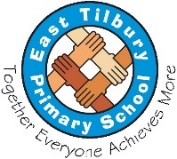 East Tilbury
Primary School
Together Everyone Achieves More